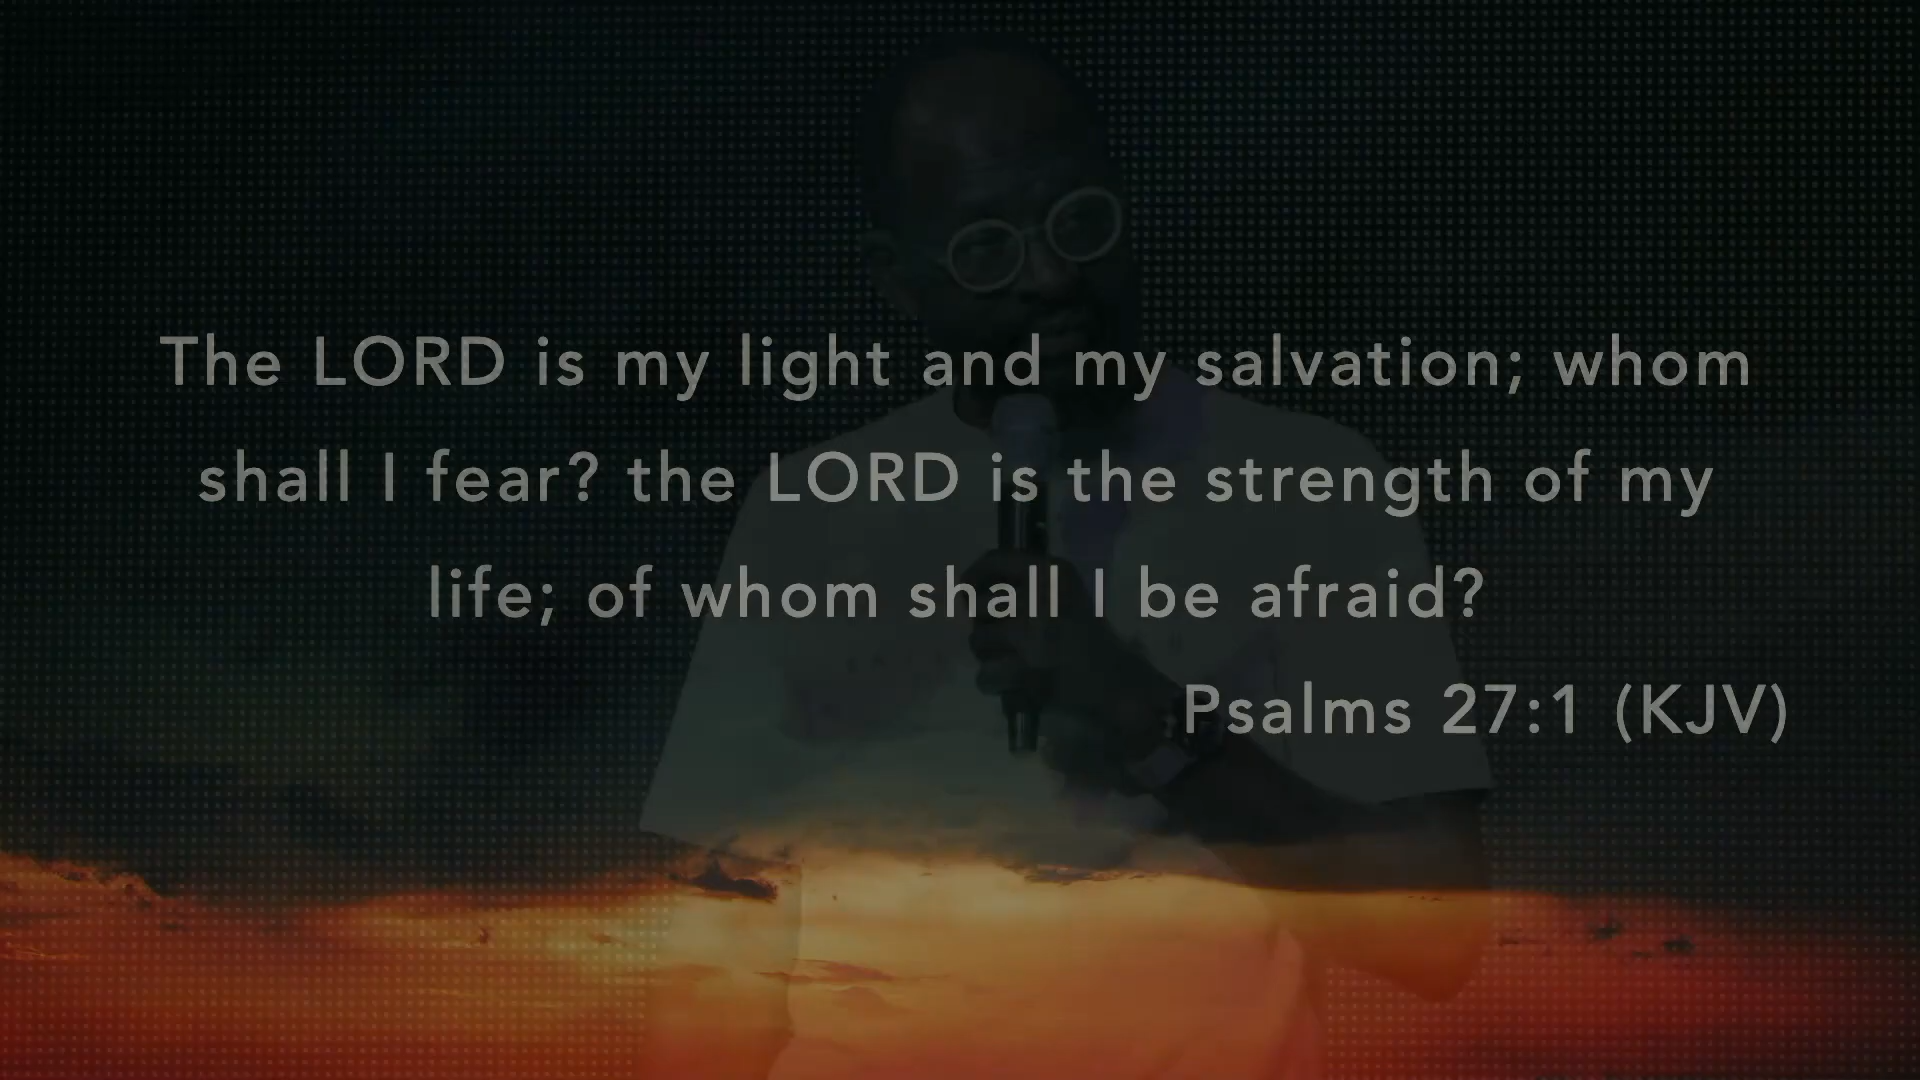 The LORD is my light and my salvation; whom
shall I fear? the LORD is the strength of my
life; of whom shall I be afraid?
Psalms 27:1 (KJV)